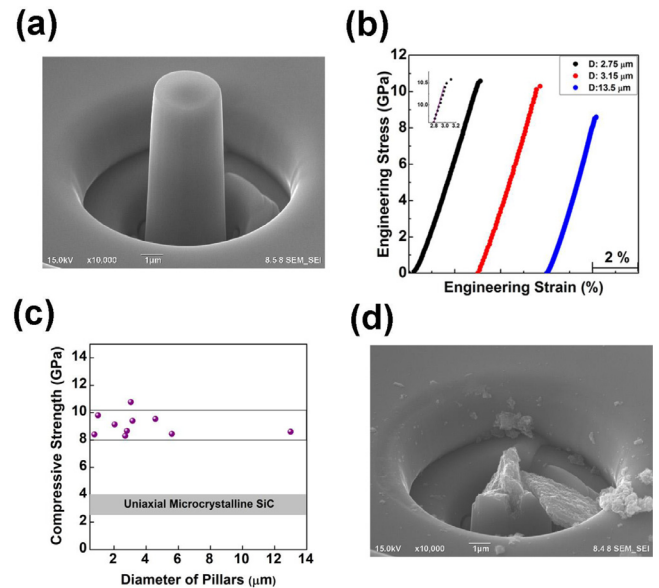 (a)
15.0kV x10,000 1μm 8.5 8 SEM_SEI
(b)
Engineering Stress (GPa)
12
10
8
6
4
2
0
10.5
10.0
2.8 3.0 3.2
D: 2.75 μm
D: 3.15 μm
D:13.5 μm
2 %
Engineering Strain (%)
(c)
Compressive Strength (GPa)
14
12
10
8
6
4
2
0
Uniaxial Microcrystalline SiC
2 4 6 8 10 12 14
Diameter of Pillars (μm)
(d)
15.0kV x10,000 1μm 8.4 8 SEM_SEI